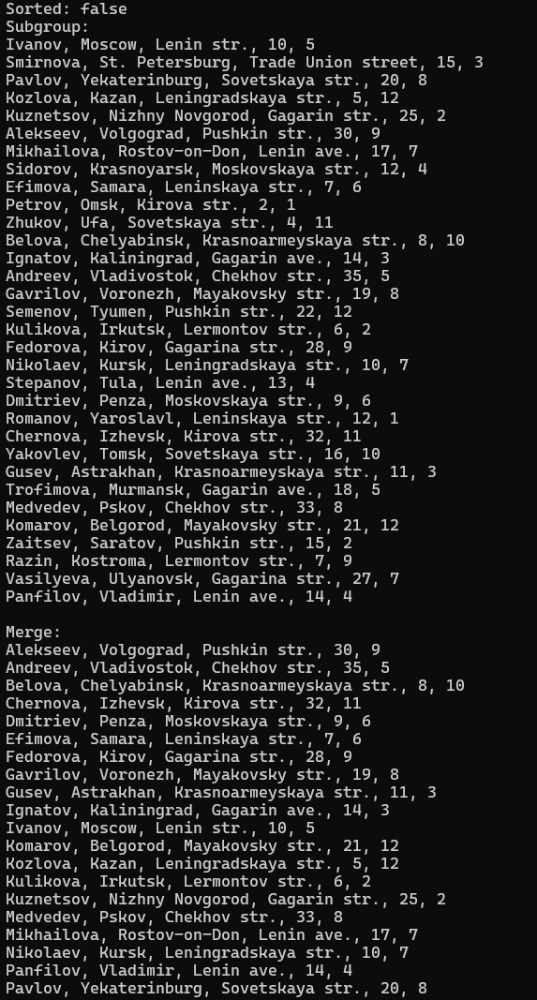 Sorted: false
Subgroup:
Ivanov, Moscow, Lenin str., 10, 5
Smirnova, St. Petersburg, Trade Union street, 15, 3
Pavlov, Yekaterinburg, Sovetskaya str., 20, 8
Kozlova, Kazan, Leningradskaya str., 5, 12
Kuznetsov, Nizhny Novgorod, Gagarin str., 25, 2
Alekseev, Volgograd, Pushkin str., 30, 9
Mikhailova, Rostov-on-Don, Lenin ave., 17, 7
Sidorov, Krasnoyarsk, Moskovskaya str., 12, 4
Efimova, Samara, Leninskaya str., 7, 6
Petrov, Omsk, Kirova str., 2, 1
Zhukov, Ufa, Sovetskaya str., 4, 11
Belova, Chelyabinsk, Krasnoarmeyskaya str., 8, 10
Ignatov, Kaliningrad, Gagarin ave., 14, 3
Andreev, Vladivostok, Chekhov str., 35, 5
Gavrilov, Voronezh, Mayakovsky str., 19, 8
Semenov, Tyumen, Pushkin str., 22, 12
Kulikova, Irkutsk, Lermontov str., 6, 2
Fedorova, Kirov, Gagarina str., 28, 9
Nikolaev, Kursk, Leningradskaya str., 10, 7
Stepanov, Tula, Lenin ave., 13, 4
Dmitriev, Penza, Moskovskaya str., 9, 6
Romanov, Yaroslavl, Leninskaya str., 12, 1
Chernova, Izhevsk, Kirova str., 32, 11
Yakovlev, Tomsk, Sovetskaya str., 16, 10
Gusev, Astrakhan, Krasnoarmeyskaya str., 11, 3
Trofimova, Murmansk, Gagarin ave., 18, 5
Medvedev, Pskov, Chekhov str., 33, 8
Komarov, Belgorod, Mayakovsky str., 21, 12
Zaitsev, Saratov, Pushkin str., 15, 2
Razin, Kostroma, Lermontov str., 7, 9
Vasilyeva, Ulyanovsk, Gagarina str., 27, 7
Panfilov, Vladimir, Lenin ave., 14, 4
Merge:
Alekseev, Volgograd, Pushkin str., 30, 9
Andreev, Vladivostok, Chekhov str., 35, 5
Belova, Chelyabinsk, Krasnoarmeyskaya str., 8, 10
Chernova, Izhevsk, Kirova str., 32, 11
Dmitriev, Penza, Moskovskaya str., 9, 6
Efimova, Samara, Leninskaya str., 7, 6
Fedorova, Kirov, Gagarina str., 28, 9
Gavrilov, Voronezh, Mayakovsky str., 19, 8
Gusev, Astrakhan, Krasnoarmeyskaya str., 11, 3
Ignatov, Kaliningrad, Gagarin ave., 14, 3
Ivanov, Moscow, Lenin str., 10, 5
Komarov, Belgorod, Mayakovsky str., 21, 12
Kozlova, Kazan, Leningradskaya str., 5, 12
Kulikova, Irkutsk, Lermontov str., 6, 2
Kuznetsov, Nizhny Novgorod, Gagarin str., 25, 2
Medvedev, Pskov, Chekhov str., 33, 8
Mikhailova, Rostov-on-Don, Lenin ave., 17, 7
Nikolaev, Kursk, Leningradskaya str., 10, 7
Panfilov, Vladimir, Lenin ave., 14, 4
Pavlov, Yekaterinburg, Sovetskaya str., 20, 8